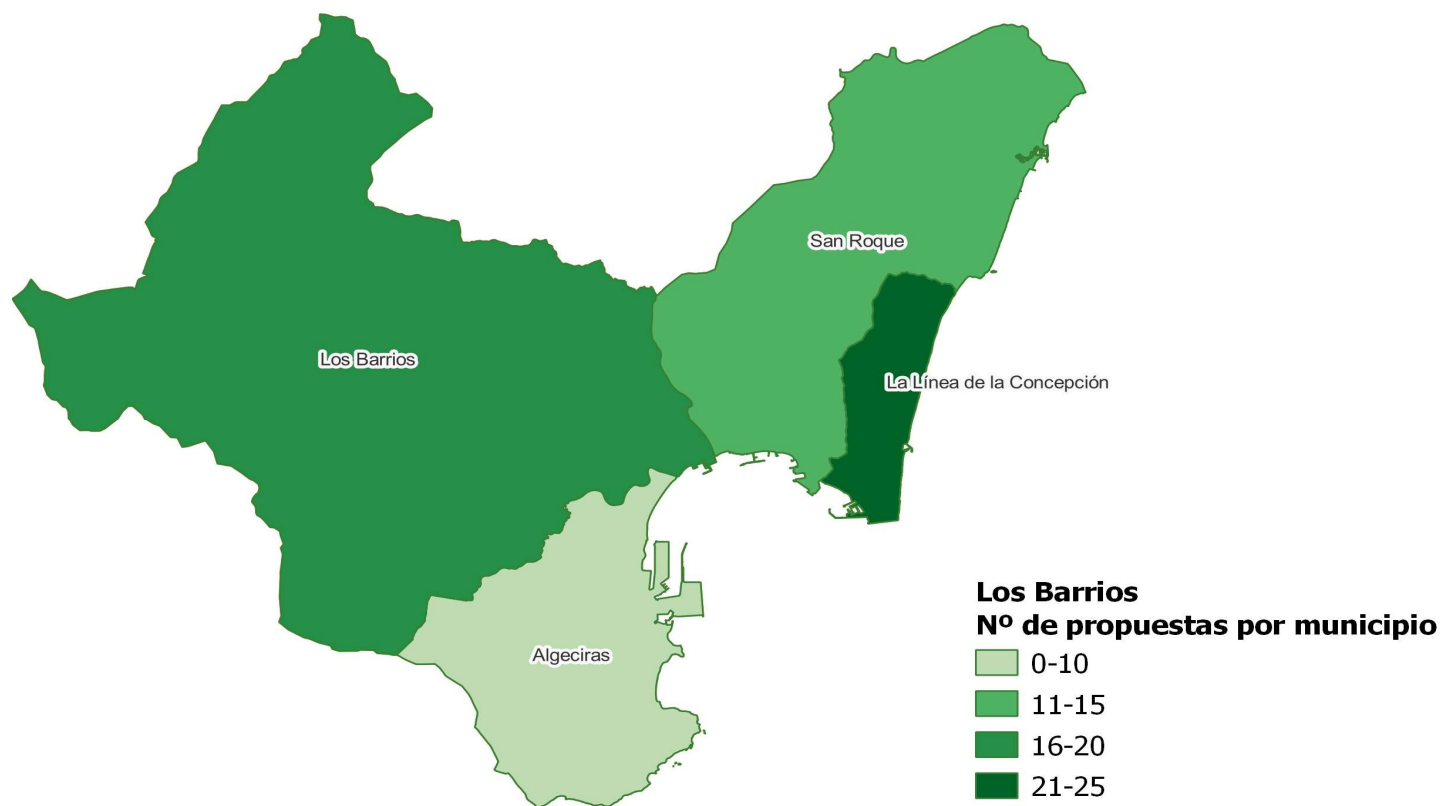 San Roque
Los Barrios
La Línea de la Concepción
Algeciras
Los Barrios
Nº de propuestas por municipio
0-10
11-15
16-20
21-25